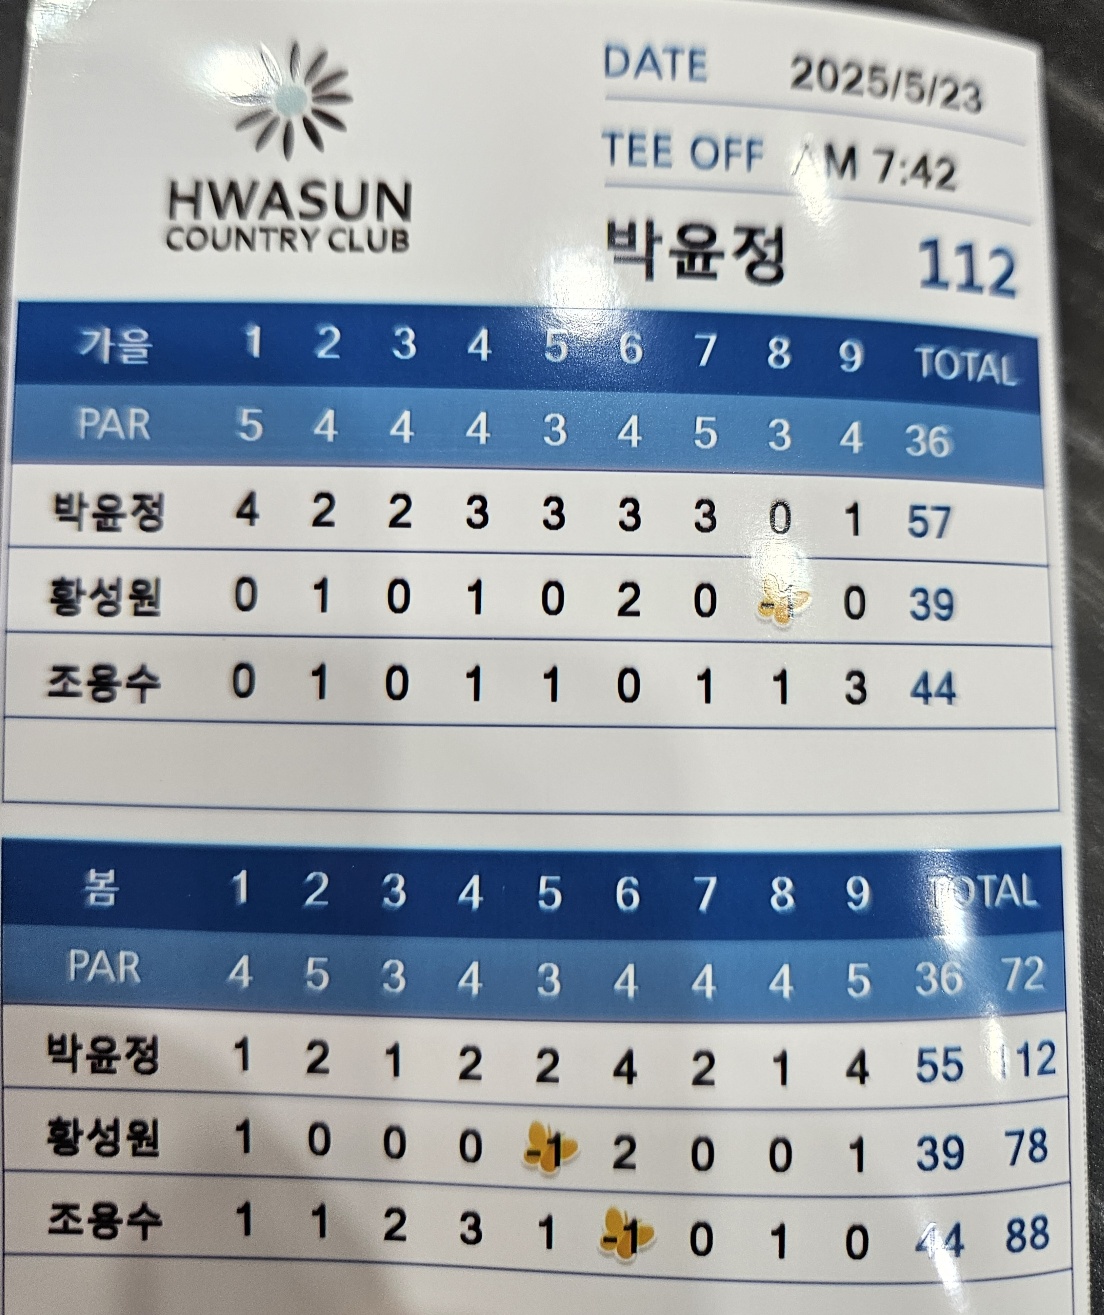 HWASUN
COUNTRY CLUB
DATE 2025/5/23
TEE OFF AM 7:42
박윤정 112
가을 1 2 3 4 5 6 7 8 9 TOTAL
PAR 5 4 4 4 3 4 5 3 4 36
박윤정 4 2 2 3 3 3 3 0 1 57
황성원 0 1 0 1 0 2 0 -1 0 39
조용수 0 1 0 1 1 0 1 1 3 44
봄 1 2 3 4 5 6 7 8 9 TOTAL
PAR 4 5 3 4 3 4 4 4 5 36 72
박윤정 1 2 1 2 2 4 2 1 4 55 112
황성원 1 0 0 0 -1 2 0 0 1 39 78
조용수 1 1 2 3 1 -1 0 1 0 44 88